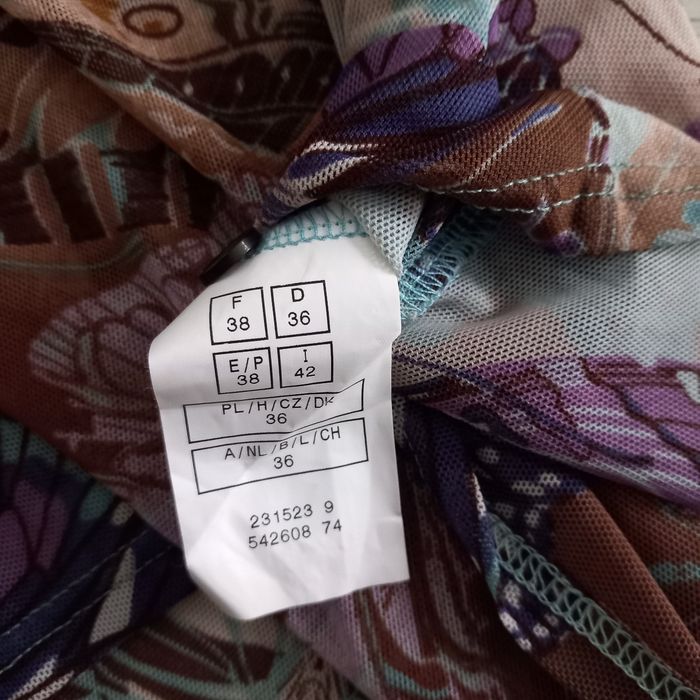 F
38
D
36
E/P
38
I
42
PL/H/CZ/DK
36
A/NL/B/L/CH
36
231523 9
542608 74